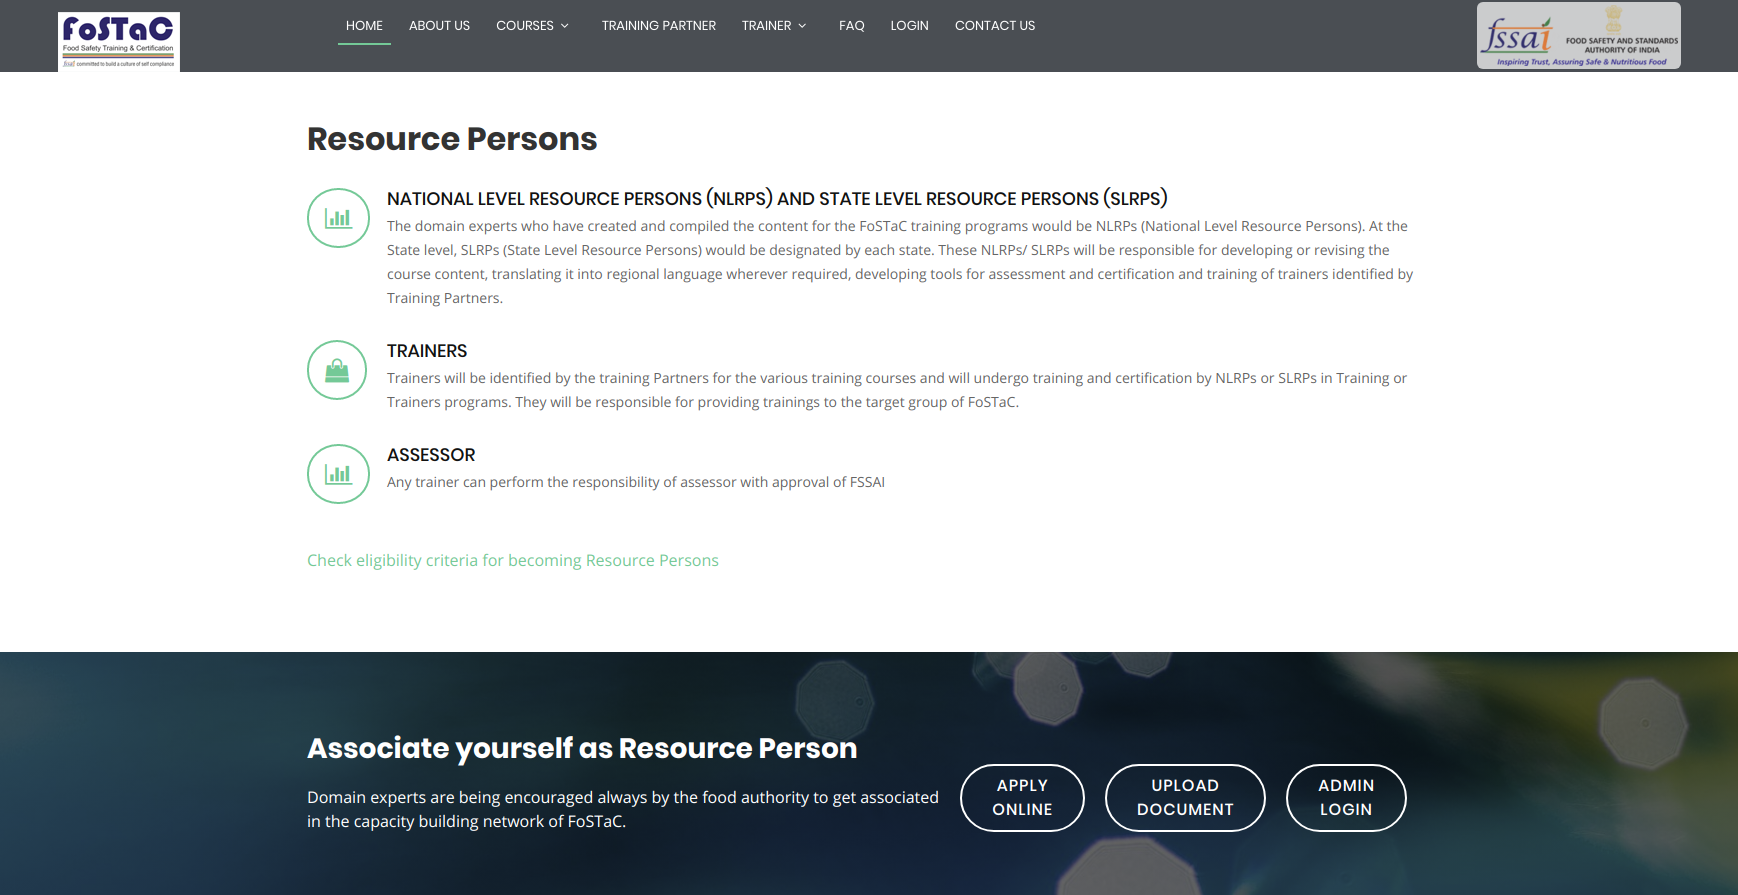 FoSTaC
Food Safety Training & Certification
fssai committed to build a culture of self compliance
HOME ABOUT US COURSES TRAINING PARTNER TRAINER FAQ LOGIN CONTACT US
fssai
FOOD SAFETY AND STANDARDS
AUTHORITY OF INDIA
Inspiring Trust, Assuring Safe & Nutritious Food
Resource Persons
NATIONAL LEVEL RESOURCE PERSONS (NLRPS) AND STATE LEVEL RESOURCE PERSONS (SLRPS)
The domain experts who have created and compiled the content for the FoSTaC training programs would be NLRPs (National Level Resource Persons). At the
State level, SLRPs (State Level Resource Persons) would be designated by each state. These NLRPs/ SLRPs will be responsible for developing or revising the
course content, translating it into regional language wherever required, developing tools for assessment and certification and training of trainers identified by
Training Partners.
TRAINERS
Trainers will be identified by the training Partners for the various training courses and will undergo training and certification by NLRPs or SLRPs in Training or
Trainers programs. They will be responsible for providing trainings to the target group of FoSTaC.
ASSESSOR
Any trainer can perform the responsibility of assessor with approval of FSSAI
Check eligibility criteria for becoming Resource Persons
Associate yourself as Resource Person
Domain experts are being encouraged always by the food authority to get associated
in the capacity building network of FoSTaC.
APPLY
ONLINE
UPLOAD
DOCUMENT
ADMIN
LOGIN